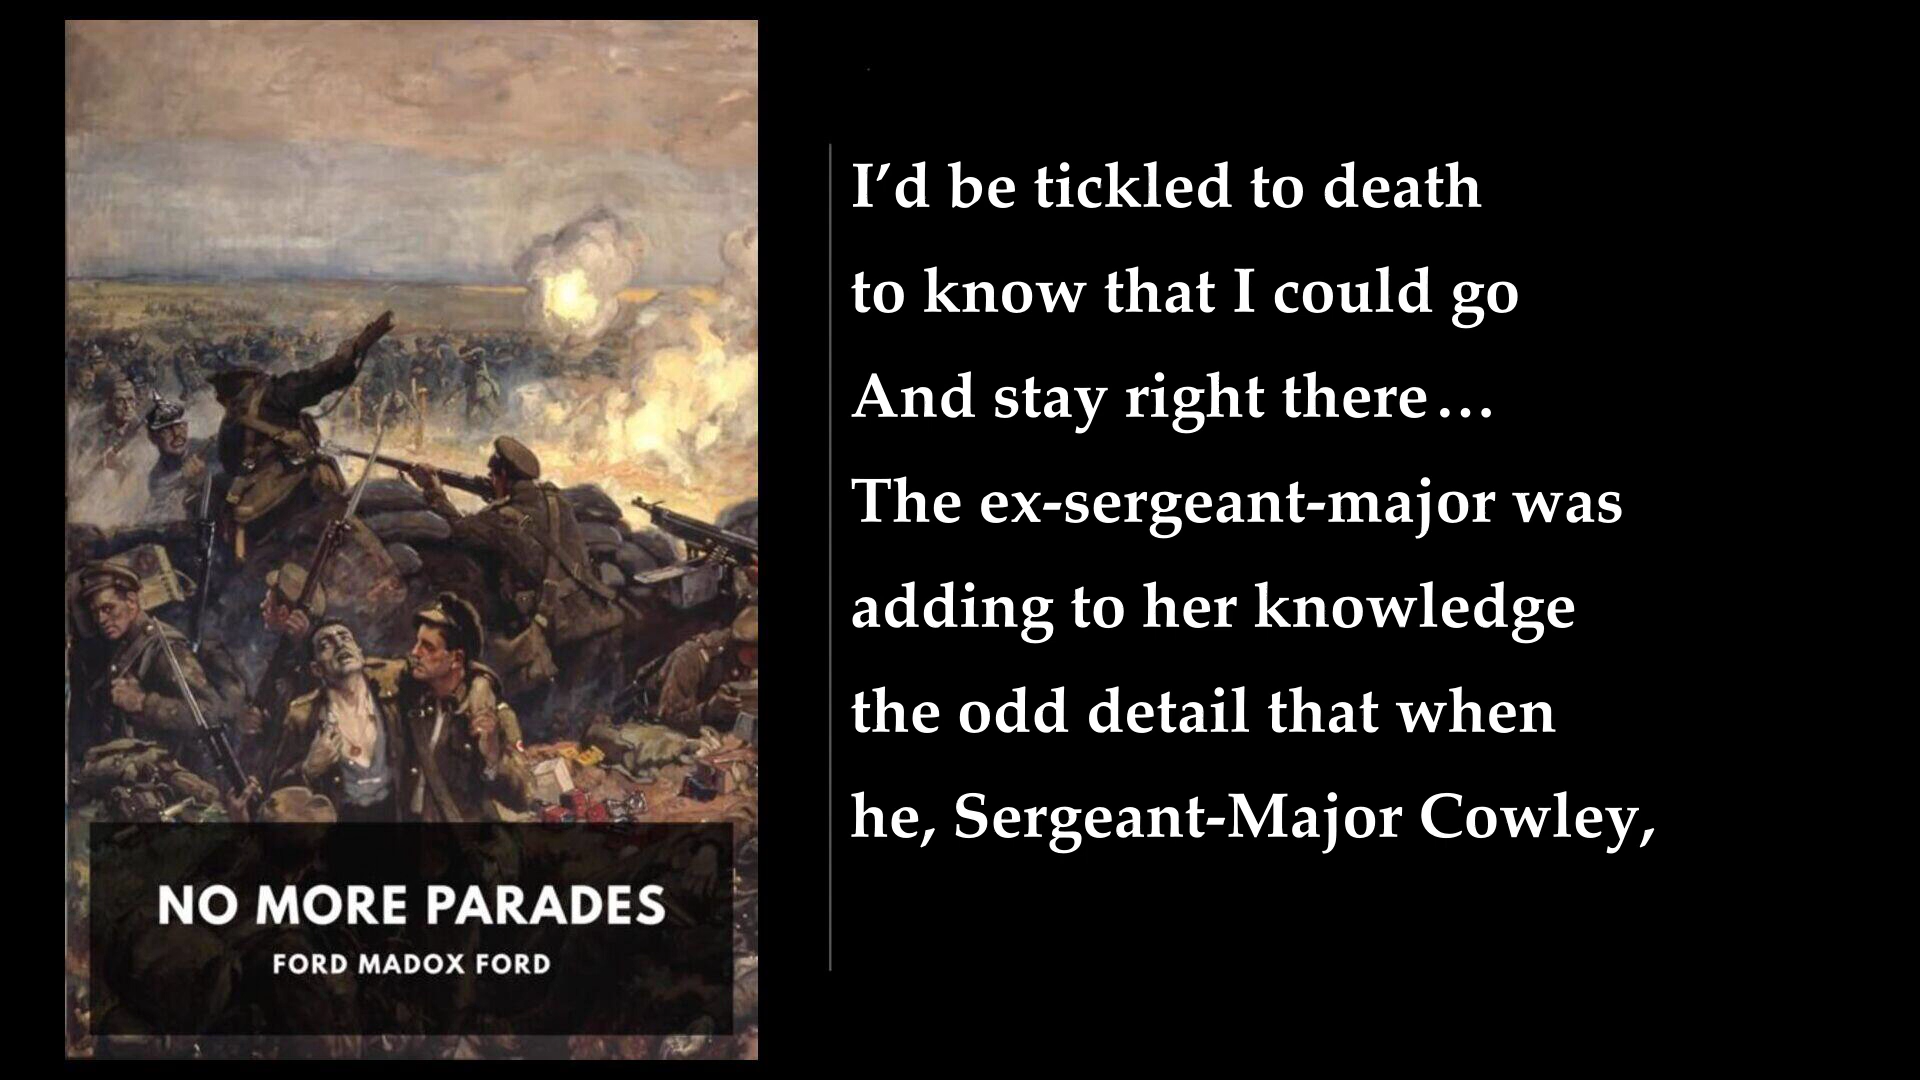 I’d be tickled to death
to know that I could go
And stay right there…
The ex-sergeant-major was
adding to her knowledge
the odd detail that when
he, Sergeant-Major Cowley,
NO MORE PARADES
FORD MADOX FORD